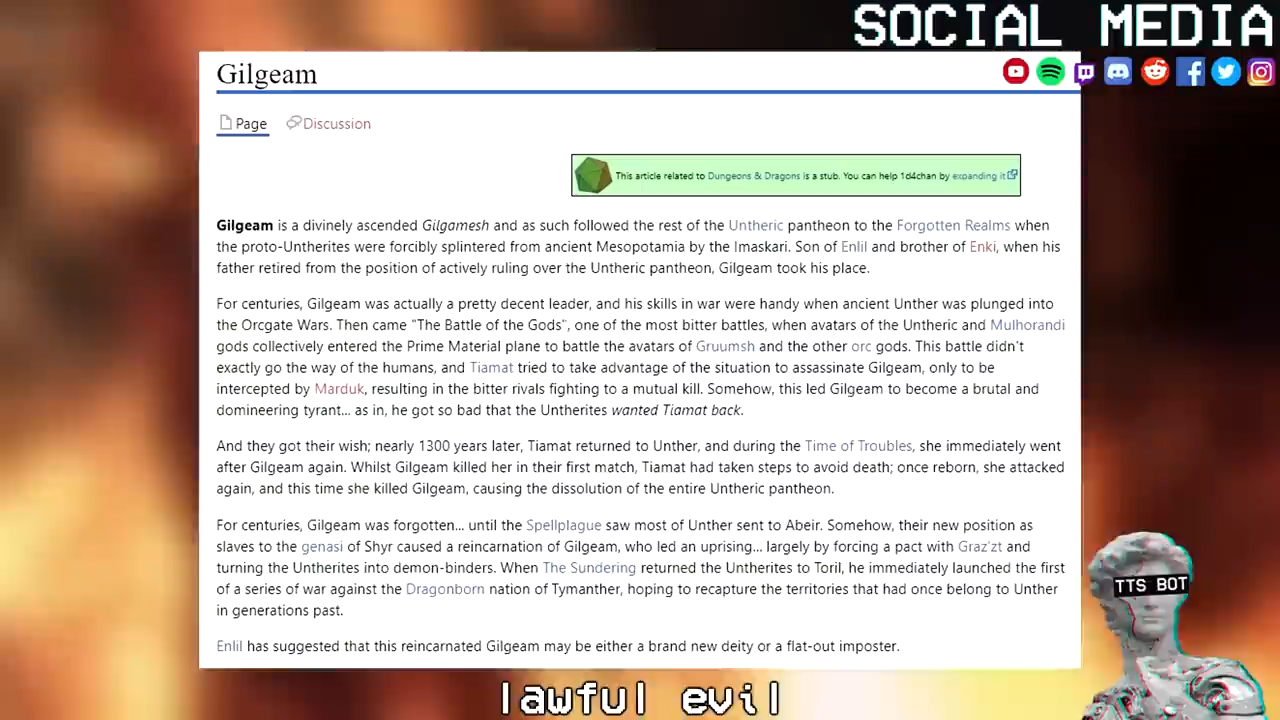 SOCIAL MEDIA
Gilgeam
Page
Discussion
This article related to Dungeons & Dragons is a stub. You can help 1d4chan by expanding it
Gilgeam is a divinely ascended Gilgamesh and as such followed the rest of the Untheric pantheon to the Forgotten Realms when
the proto-Untherites were forcibly splintered from ancient Mesopotamia by the Imaskari. Son of Enlil and brother of Enki, when his
father retired from the position of actively ruling over the Untheric pantheon, Gilgeam took his place.
For centuries, Gilgeam was actually a pretty decent leader, and his skills in war were handy when ancient Unther was plunged into
the Orcgate Wars. Then came "The Battle of the Gods", one of the most bitter battles, when avatars of the Untheric and Mulhorandi
gods collectively entered the Prime Material plane to battle the avatars of Gruumsh and the other orc gods. This battle didn't
exactly go the way of the humans, and Tiamat tried to take advantage of the situation to assassinate Gilgeam, only to be
intercepted by Marduk, resulting in the bitter rivals fighting to a mutual kill. Somehow, this led Gilgeam to become a brutal and
domineering tyrant... as in, he got so bad that the Untherites wanted Tiamat back.
And they got their wish; nearly 1300 years later, Tiamat returned to Unther, and during the Time of Troubles, she immediately went
after Gilgeam again. Whilst Gilgeam killed her in their first match, Tiamat had taken steps to avoid death; once reborn, she attacked
again, and this time she killed Gilgeam, causing the dissolution of the entire Untheric pantheon.
For centuries, Gilgeam was forgotten... until the Spellplague saw most of Unther sent to Abeir. Somehow, their new position as
slaves to the genasi of Shyr caused a reincarnation of Gilgeam, who led an uprising... largely by forcing a pact with Graz'zt and
turning the Untherites into demon-binders. When The Sundering returned the Untherites to Toril, he immediately launched the first
of a series of war against the Dragonborn nation of Tymanther, hoping to recapture the territories that had once belong to Unther
in generations past.
Enlil has suggested that this reincarnated Gilgeam may be either a brand new deity or a flat-out imposter.
TTS BOT
lawful evil